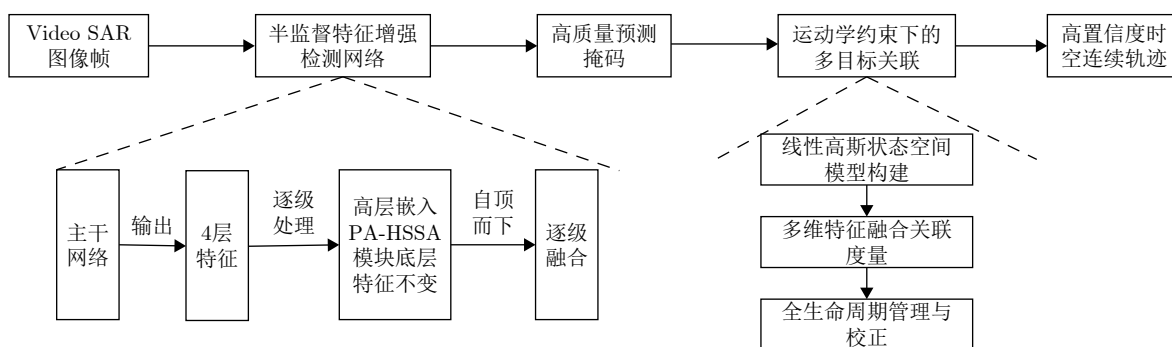 Video SAR
图像帧
半监督特征增强
检测网络
高质量预测
掩码
运动学约束下的
多目标关联
高置信度时
空连续轨迹
主干
网络
输出
4层
特征
逐级
处理
高层嵌入
PA-HSSA
模块底层
特征不变
自顶
而下
逐级
融合
线性高斯状态空间
模型构建
多维特征融合关联
度量
全生命周期管理与
校正